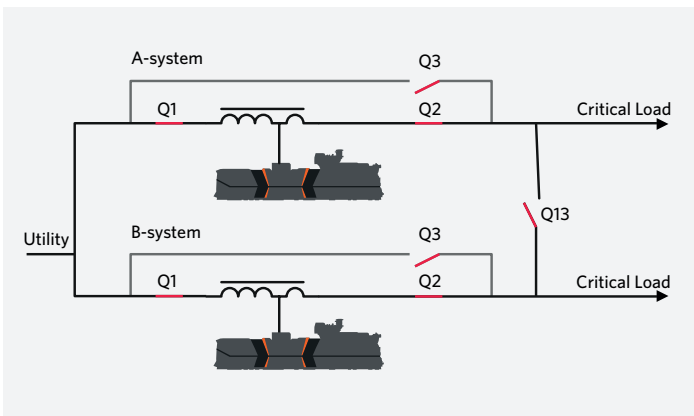 A-system
Q3
Q1
Q2
Critical Load
Q13
Utility
B-system
Q3
Q1
Q2
Critical Load